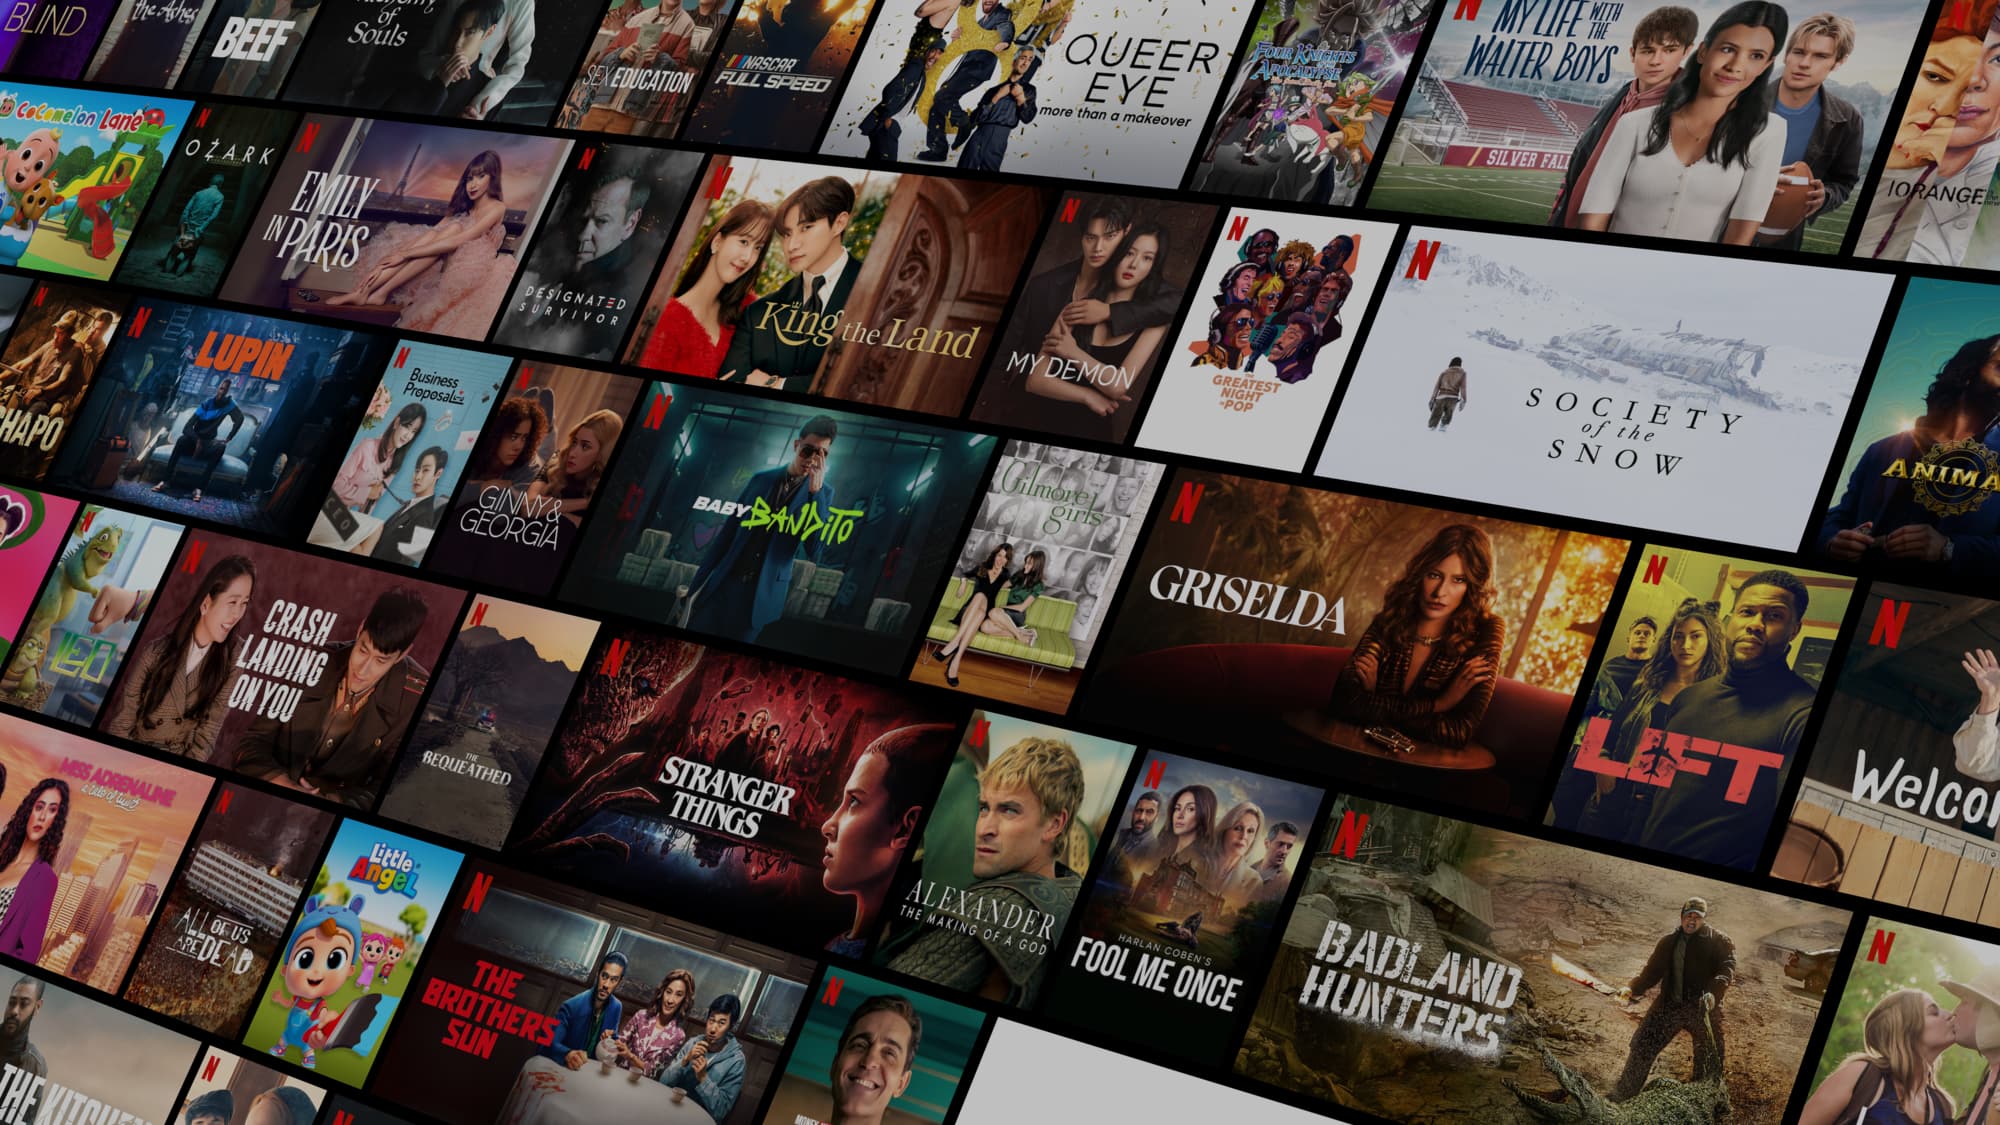 BLIND
the Ashes
BEEF
Alchemy
of
Souls
SEX EDUCATION
NASCAR
FULL SPEED
QUEER
EYE
more than a makeover
FOUR KNIGHTS
OF THE
APOCALYPSE
N
MY LIFE WITH
THE
WALTER BOYS
SILVER FALL
N
ORANGE
CoComelon Lane
N
OZARK
N
EMILY
IN PARIS
N
DESIGNATED
SURVIVOR
N
King the Land
N
MY DEMON
N
THE
GREATEST
NIGHT
IN POP
N
SOCIETY
of the
SNOW
ANIMA
N
CHAPO
N
LUPIN
N
Business
Proposal
N
GINNY &
GEORGIA
N
BABY BANDITO
Gilmore
girls
N
GRISELDA
N
LIFT
N
Welco
N
LEO
N
CRASH
LANDING
ON YOU
N
THE
BEQUEATHED
N
STRANGER
THINGS
N
ALEXANDER
THE MAKING OF A GOD
N
HARLAN COBEN'S
FOOL ME ONCE
N
BADLAND
HUNTERS
N
MISS ADRENALINE
a tale of twins
N
ALL OF US
ARE DEAD
Little
Angel
N
THE
BROTHERS
SUN
N
THE KITCHEN
N
N